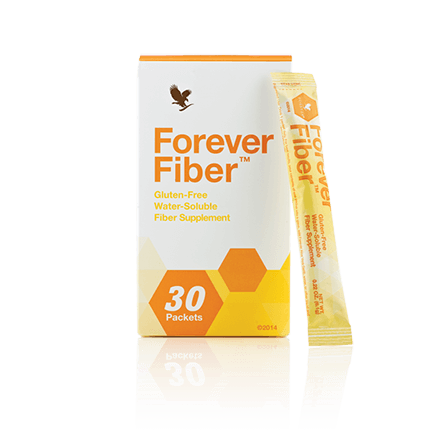 Forever
Fiber™
Gluten-Free
Water-Soluble
Fiber Supplement
30
Packets
©2014
Forever
Fiber™
Gluten-Free
Water-Soluble
Fiber Supplement